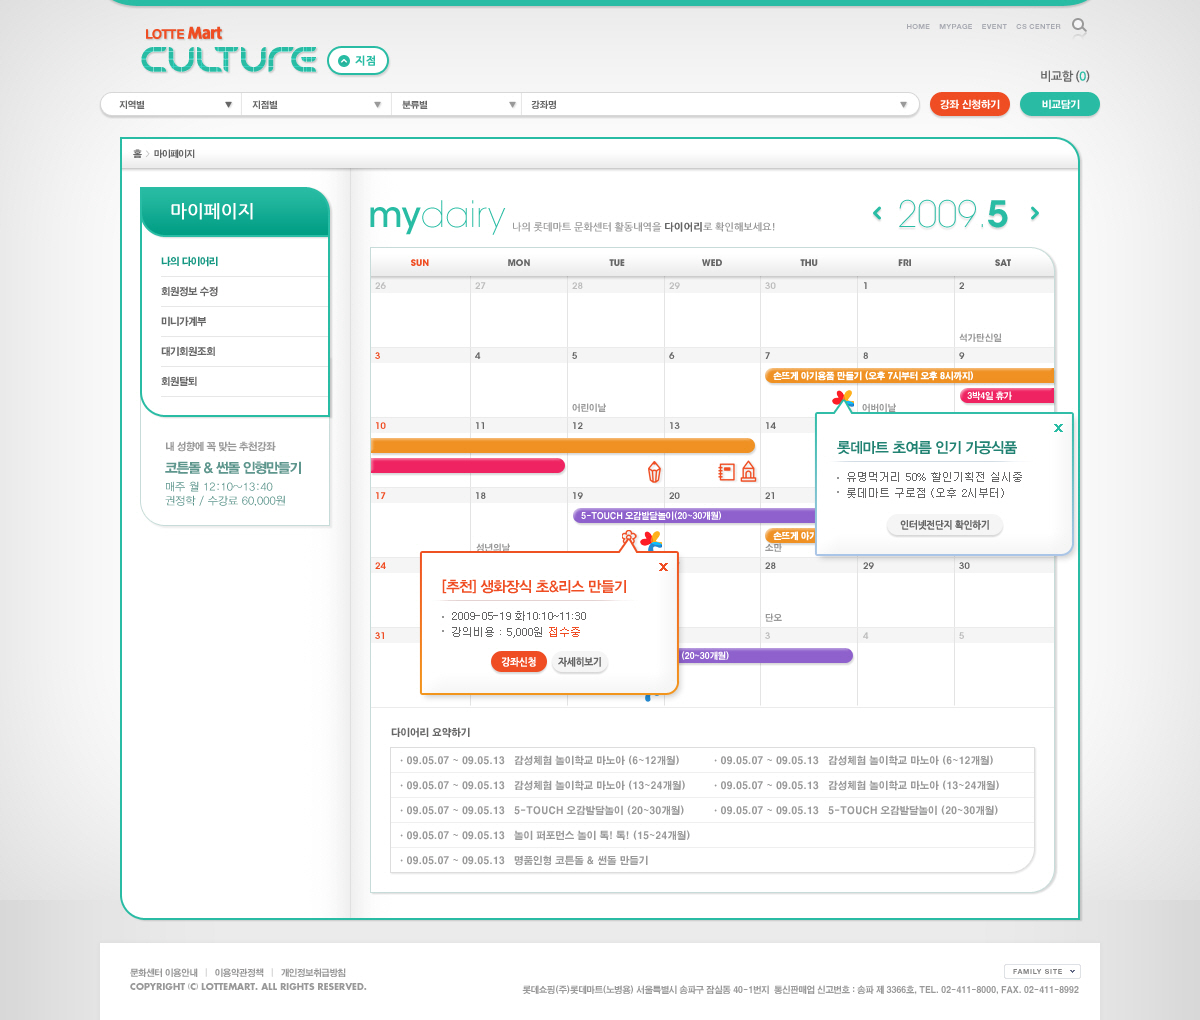 HOME MYPAGE EVENT CS CENTER
LOTTE Mart
CULTURE
지점
비교함 (0)
지역별 지점별 분류별 강좌명 강좌 신청하기 비교담기
홈 > 마이페이지
마이페이지
나의 다이어리
회원정보 수정
미니가계부
대기회원조회
회원탈퇴
내 성향에 꼭 맞는 추천강좌
코튼돌 & 썬돌 인형만들기
매주 월 12:10~13:40
권정학 / 수강료 60,000원
mydairy 나의 롯데마트 문화센터 활동내역을 다이어리로 확인해보세요!
2009.5
SUN MON TUE WED THU FRI SAT
26 27 28 29 30 1 2
석가탄신일
3 4 5 6 7 8 9
손뜨게 아기용품 만들기 (오후 7시부터 오후 8시까지)
3박4일 휴가
어린이날 어버이날
10 11 12 13 14
롯데마트 초여름 인기 가공식품
· 유명먹거리 50% 할인기획전 실시중
· 롯데마트 구로점 (오후 2시부터)
인터넷전단지 확인하기
17 18 19 20 21
5-TOUCH 오감발달놀이(20~30개월)
손뜨게 아기
성년의날 소만
24 28 29 30
[추천] 생화장식 초&리스 만들기
· 2009-05-19 화10:10~11:30
· 강의비용 : 5,000원 접수중
강좌신청 자세히보기
단오
31 3 4 5
(20~30개월)
다이어리 요약하기
· 09.05.07 ~ 09.05.13 감성체험 놀이학교 마노아 (6~12개월) · 09.05.07 ~ 09.05.13 감성체험 놀이학교 마노아 (6~12개월)
· 09.05.07 ~ 09.05.13 감성체험 놀이학교 마노아 (13~24개월) · 09.05.07 ~ 09.05.13 감성체험 놀이학교 마노아 (13~24개월)
· 09.05.07 ~ 09.05.13 5-TOUCH 오감발달놀이 (20~30개월) · 09.05.07 ~ 09.05.13 5-TOUCH 오감발달놀이 (20~30개월)
· 09.05.07 ~ 09.05.13 놀이 퍼포먼스 놀이 톡! 톡! (15~24개월)
· 09.05.07 ~ 09.05.13 명품인형 코튼돌 & 썬돌 만들기
문화센터 이용안내 | 이용약관정책 | 개인정보취급방침
COPYRIGHT (C) LOTTEMART. ALL RIGHTS RESERVED.
FAMILY SITE
롯데쇼핑(주)롯데마트(노병용) 서울특별시 송파구 잠실동 40-1번지 통신판매업 신고번호 : 송파 제 3366호, TEL. 02-411-8000, FAX. 02-411-8992